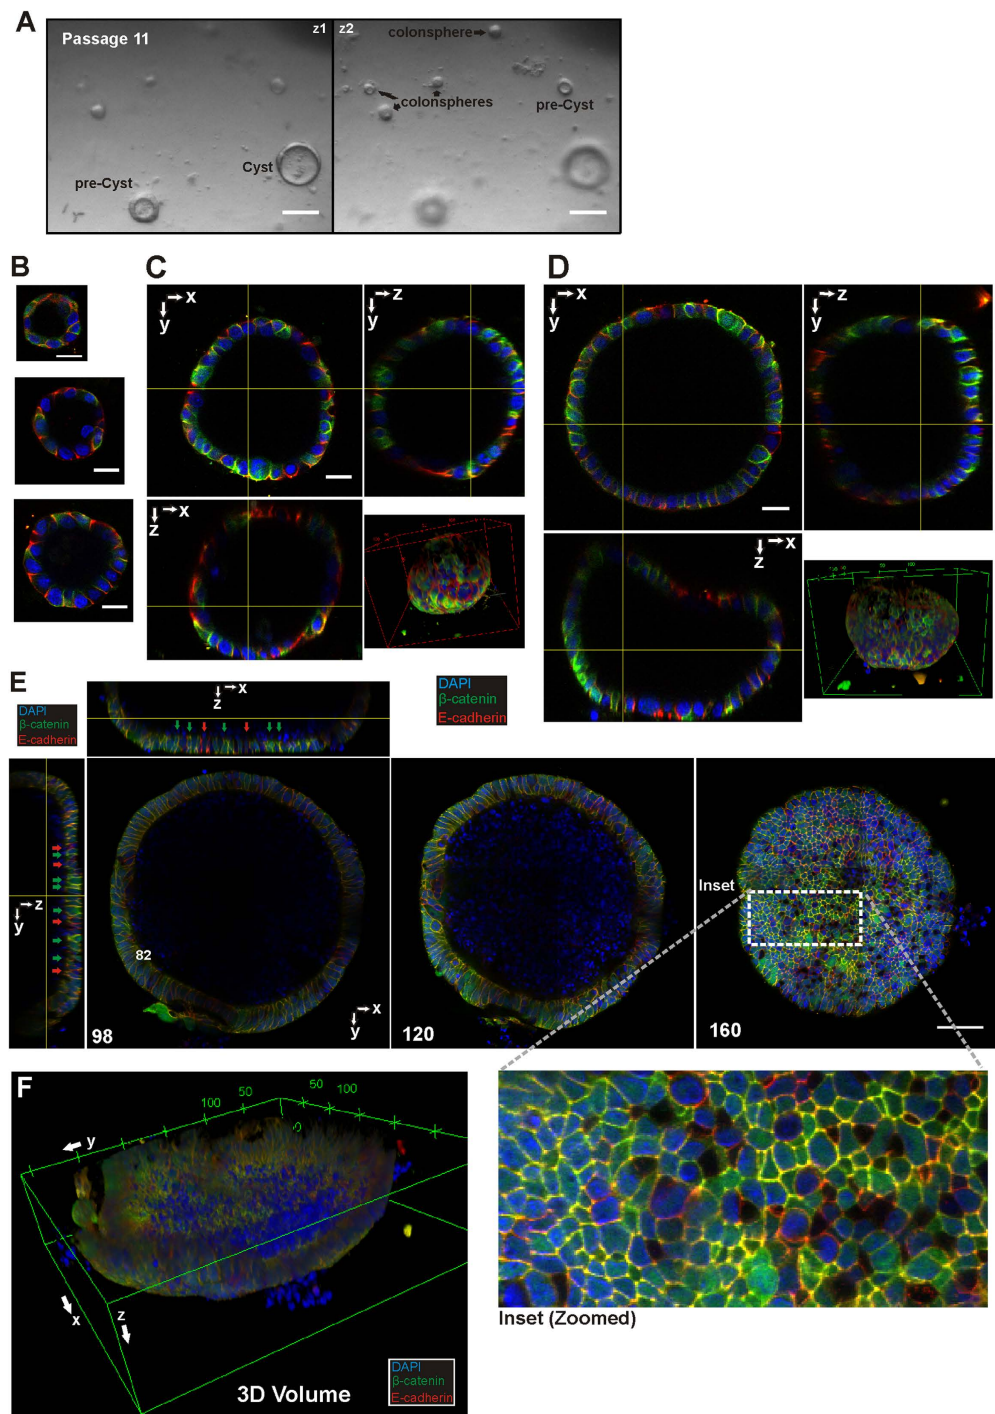 A
Passage 11
z1
z2
colonsphere
colonspheres
pre-Cyst
Cyst
pre-Cyst
B
C
D
x
y
z
y
x
y
z
y
z
x
z
x
E
DAPI
β-catenin
E-cadherin
x
z
DAPI
β-catenin
E-cadherin
z
y
82
x
y
98
120
160
Inset
F
100
50
50
100
0
y
x
z
3D Volume
DAPI
β-catenin
E-cadherin
Inset (Zoomed)